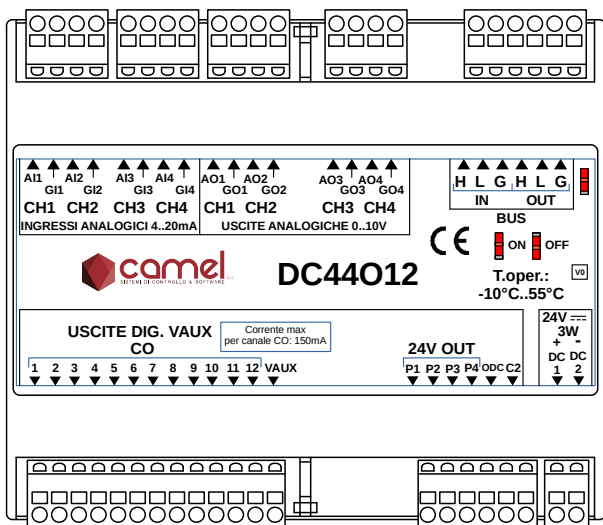 AI1 AI2 AI3 AI4 AO1 AO2 AO3 AO4
GI1 GI2 GI3 GI4 GO1 GO2 GO3 GO4
CH1 CH2 CH3 CH4 CH1 CH2 CH3 CH4
INGRESSI ANALOGICI 4..20mA USCITE ANALOGICHE 0..10V
H L G H L G
IN OUT
BUS
ON OFF
CE
camel
SISTEMI DI CONTROLLO & SOFTWARE
DC44O12
T.oper.:
-10°C..55°C
V0
USCITE DIG. VAUX
CO
Corrente max
per canale CO: 150mA
1 2 3 4 5 6 7 8 9 10 11 12 VAUX
24V OUT
P1 P2 P3 P4 ODC C2
24V
3W
+ -
DC DC
1 2